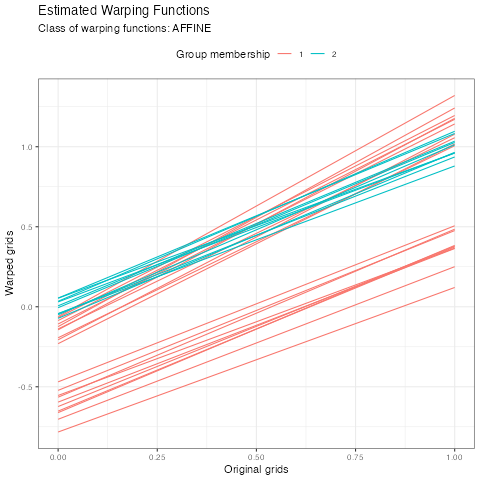 Estimated Warping Functions
Class of warping functions: AFFINE
Group membership 1 2
1.0
0.5
0.0
-0.5
Warped grids
0.00 0.25 0.50 0.75 1.00
Original grids